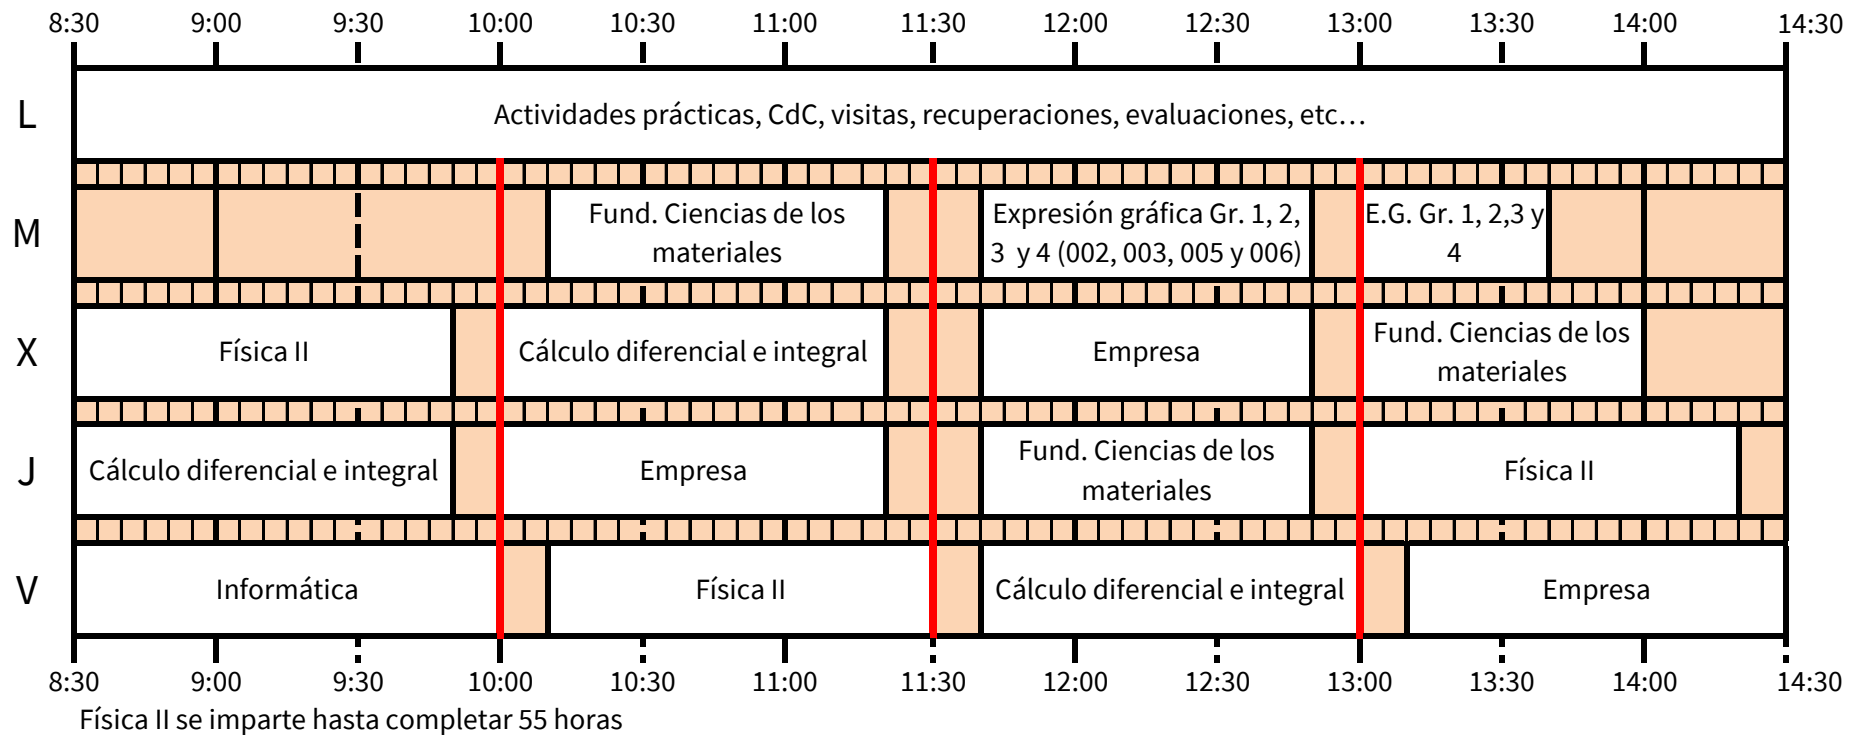 8:30 9:00 9:30 10:00 10:30 11:00 11:30 12:00 12:30 13:00 13:30 14:00 14:30
L
Actividades prácticas, CdC, visitas, recuperaciones, evaluaciones, etc…
M
Fund. Ciencias de los
materiales
Expresión gráfica Gr. 1, 2,
3 y 4 (002, 003, 005 y 006)
E.G. Gr. 1, 2,3 y
4
X
Física II
Cálculo diferencial e integral
Empresa
Fund. Ciencias de los
materiales
J
Cálculo diferencial e integral
Empresa
Fund. Ciencias de los
materiales
Física II
V
Informática
Física II
Cálculo diferencial e integral
Empresa
8:30 9:00 9:30 10:00 10:30 11:00 11:30 12:00 12:30 13:00 13:30 14:00 14:30
Física II se imparte hasta completar 55 horas